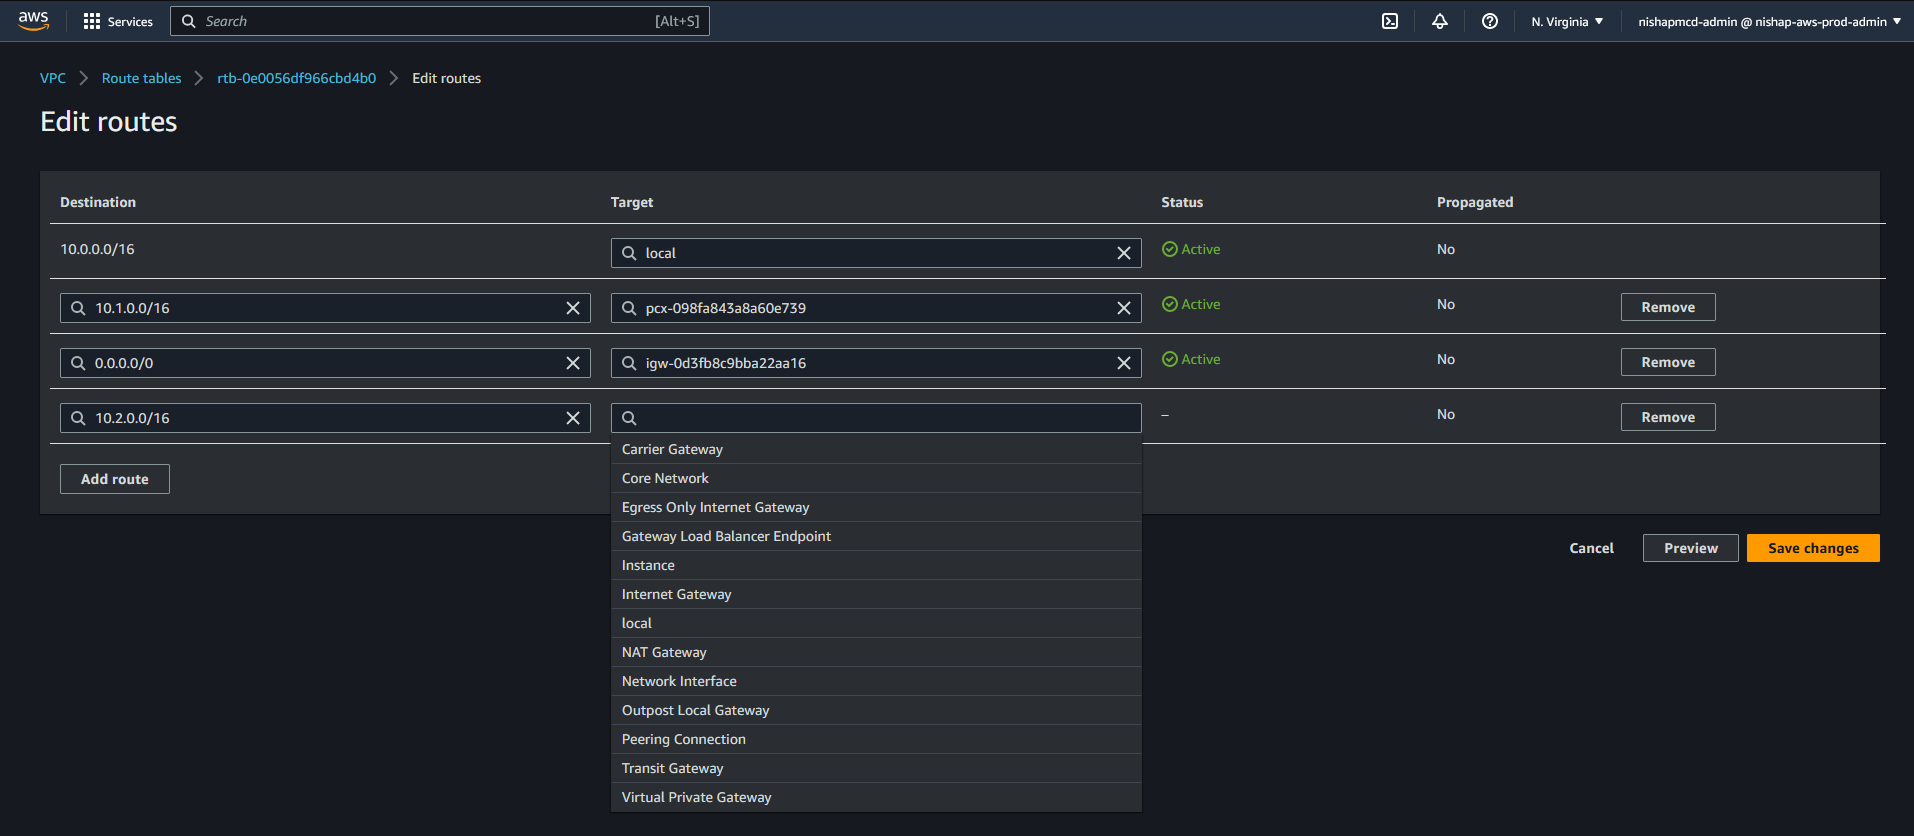 aws Services Search [Alt+S] N. Virginia nishapmcd-admin @ nishap-aws-prod-admin
VPC Route tables rtb-0e0056df966cbd4b0 Edit routes
Edit routes
Destination Target Status Propagated
10.0.0.0/16 local Active No
10.1.0.0/16 pcx-098fa843a8a60e739 Active No Remove
0.0.0.0/0 igw-0d3fb8c9bba22aa16 Active No Remove
10.2.0.0/16 – No Remove
Carrier Gateway
Add route
Core Network
Egress Only Internet Gateway
Gateway Load Balancer Endpoint
Cancel Preview Save changes
Instance
Internet Gateway
local
NAT Gateway
Network Interface
Outpost Local Gateway
Peering Connection
Transit Gateway
Virtual Private Gateway